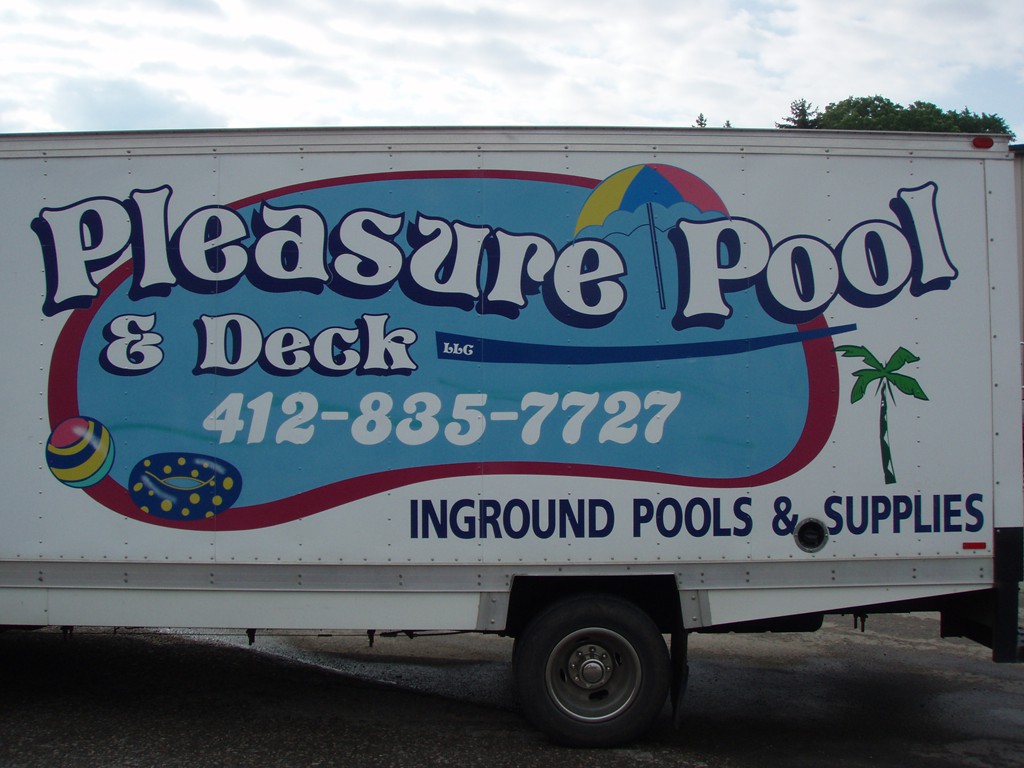 Pleasure Pool
& Deck LLC
412-835-7727
INGROUND POOLS & SUPPLIES